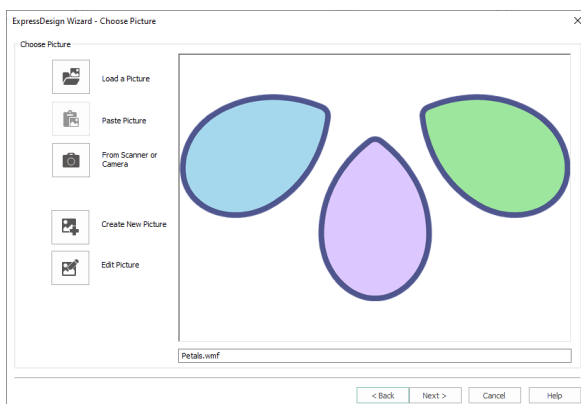 ExpressDesign Wizard - Choose Picture
Choose Picture
Load a Picture
Paste Picture
From Scanner or
Camera
Create New Picture
Edit Picture
Petals.wmf
< Back
Next >
Cancel
Help